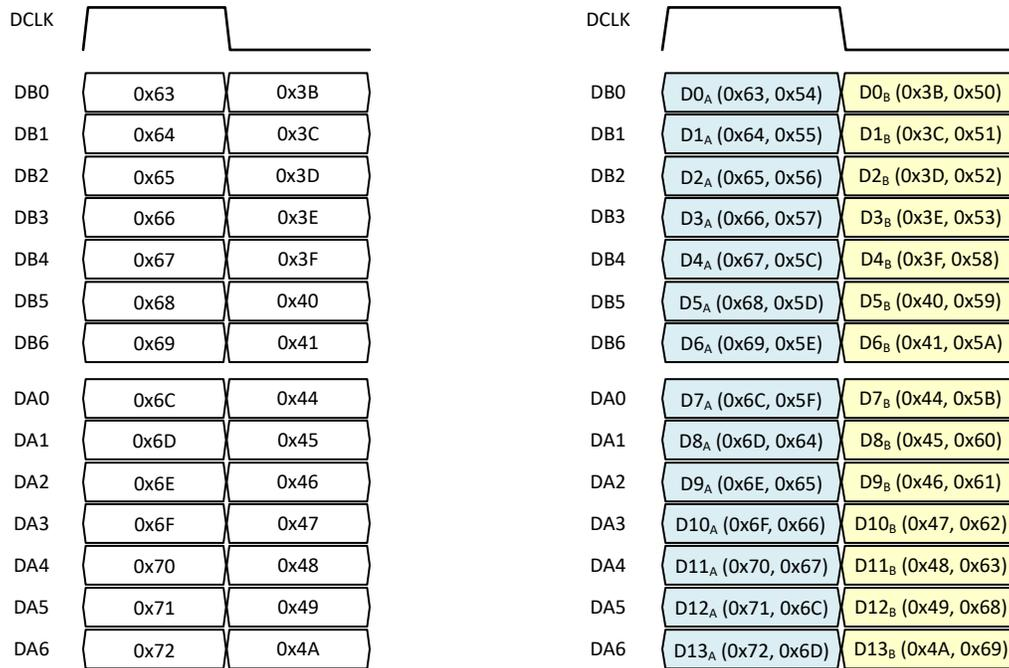 DCLK DCLK
DB0 0x63 0x3B DB0 D0A (0x63, 0x54) D0B (0x3B, 0x50)
DB1 0x64 0x3C DB1 D1A (0x64, 0x55) D1B (0x3C, 0x51)
DB2 0x65 0x3D DB2 D2A (0x65, 0x56) D2B (0x3D, 0x52)
DB3 0x66 0x3E DB3 D3A (0x66, 0x57) D3B (0x3E, 0x53)
DB4 0x67 0x3F DB4 D4A (0x67, 0x5C) D4B (0x3F, 0x58)
DB5 0x68 0x40 DB5 D5A (0x68, 0x5D) D5B (0x40, 0x59)
DB6 0x69 0x41 DB6 D6A (0x69, 0x5E) D6B (0x41, 0x5A)
DA0 0x6C 0x44 DA0 D7A (0x6C, 0x5F) D7B (0x44, 0x5B)
DA1 0x6D 0x45 DA1 D8A (0x6D, 0x64) D8B (0x45, 0x60)
DA2 0x6E 0x46 DA2 D9A (0x6E, 0x65) D9B (0x46, 0x61)
DA3 0x6F 0x47 DA3 D10A (0x6F, 0x66) D10B (0x47, 0x62)
DA4 0x70 0x48 DA4 D11A (0x70, 0x67) D11B (0x48, 0x63)
DA5 0x71 0x49 DA5 D12A (0x71, 0x6C) D12B (0x49, 0x68)
DA6 0x72 0x4A DA6 D13A (0x72, 0x6D) D13B (0x4A, 0x69)